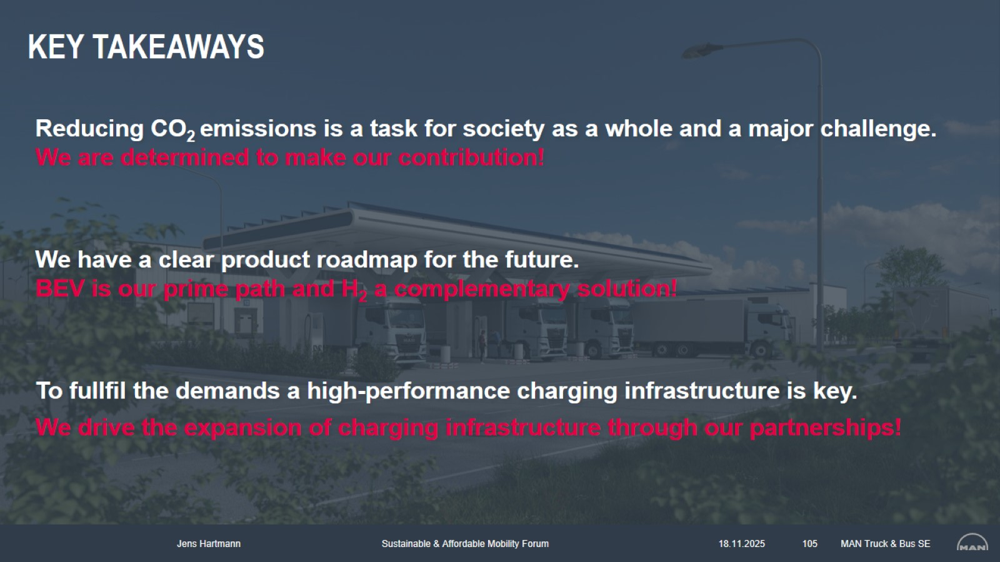 KEY TAKEAWAYS
Reducing CO₂ emissions is a task for society as a whole and a major challenge.
We are determined to make our contribution!
We have a clear product roadmap for the future.
BEV is our prime path and H₂ a complementary solution!
To fullfil the demands a high-performance charging infrastructure is key.
We drive the expansion of charging infrastructure through our partnerships!
Jens Hartmann
Sustainable & Affordable Mobility Forum
18.11.2025
105
MAN Truck & Bus SE
MAN